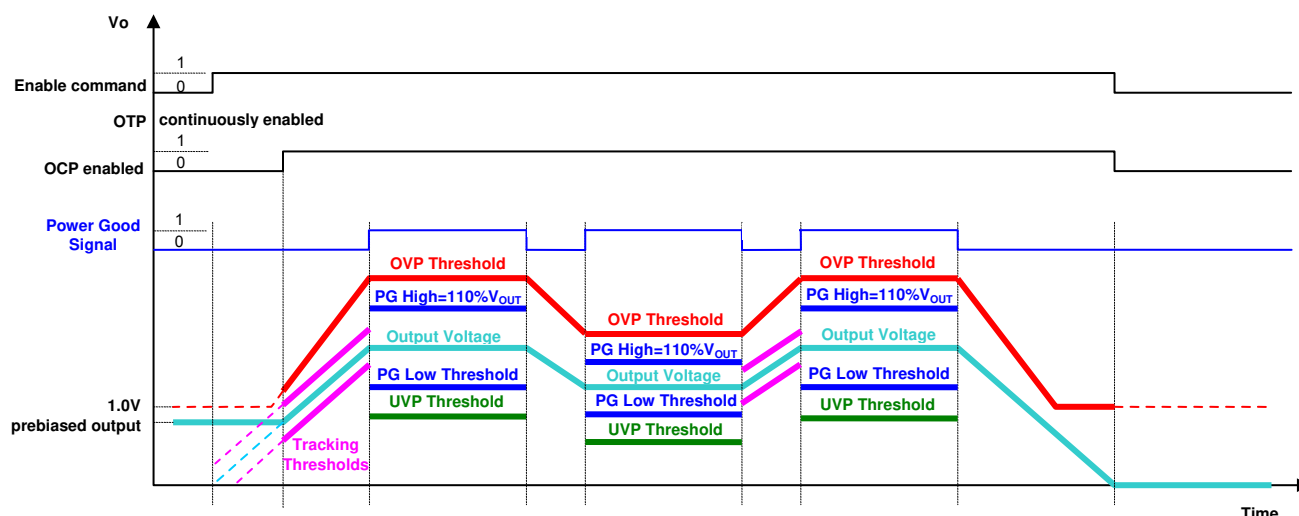 Vo
1
Enable command 0
OTP continuously enabled
1
OCP enabled 0
Power Good
Signal
1
0
OVP Threshold
PG High=110%VOUT
Output Voltage
PG Low Threshold
UVP Threshold
OVP Threshold
PG High=110%VOUT
Output Voltage
PG Low Threshold
UVP Threshold
OVP Threshold
PG High=110%VOUT
Output Voltage
PG Low Threshold
UVP Threshold
1.0V
prebiased output
Tracking
Thresholds
Time